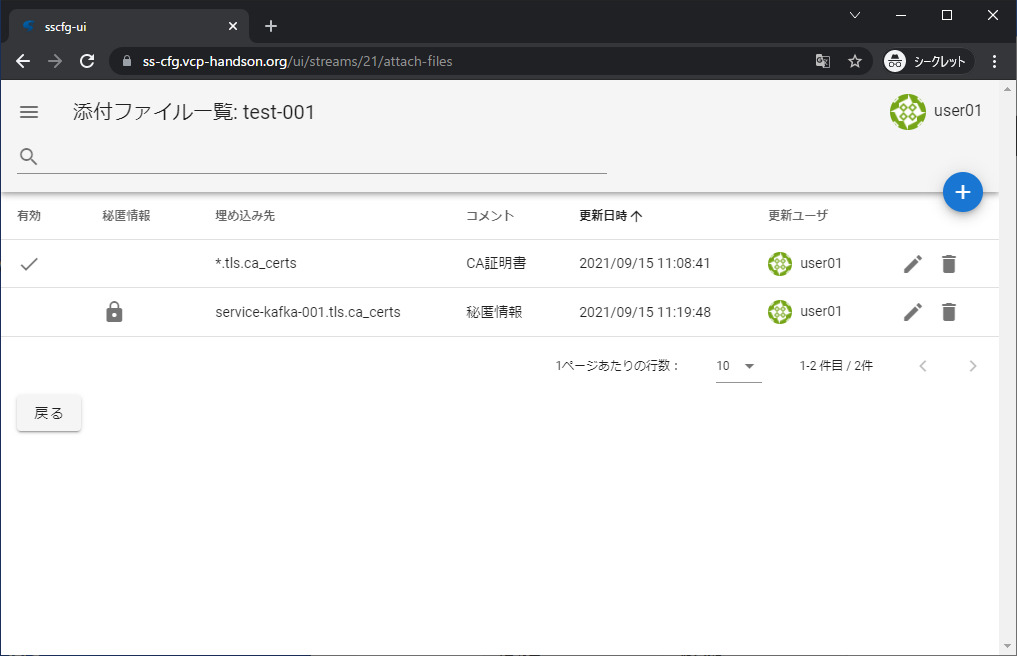 sscfg-ui
ss-cfg.vcp-handson.org/ui/streams/21/attach-files
シークレット
添付ファイル一覧: test-001
user01
有効 秘匿情報 埋め込み先 コメント 更新日時 更新ユーザ
*.tls.ca_certs CA証明書 2021/09/15 11:08:41 user01
service-kafka-001.tls.ca_certs 秘匿情報 2021/09/15 11:19:48 user01
1ページあたりの行数： 10 1-2 件目 / 2件
戻る